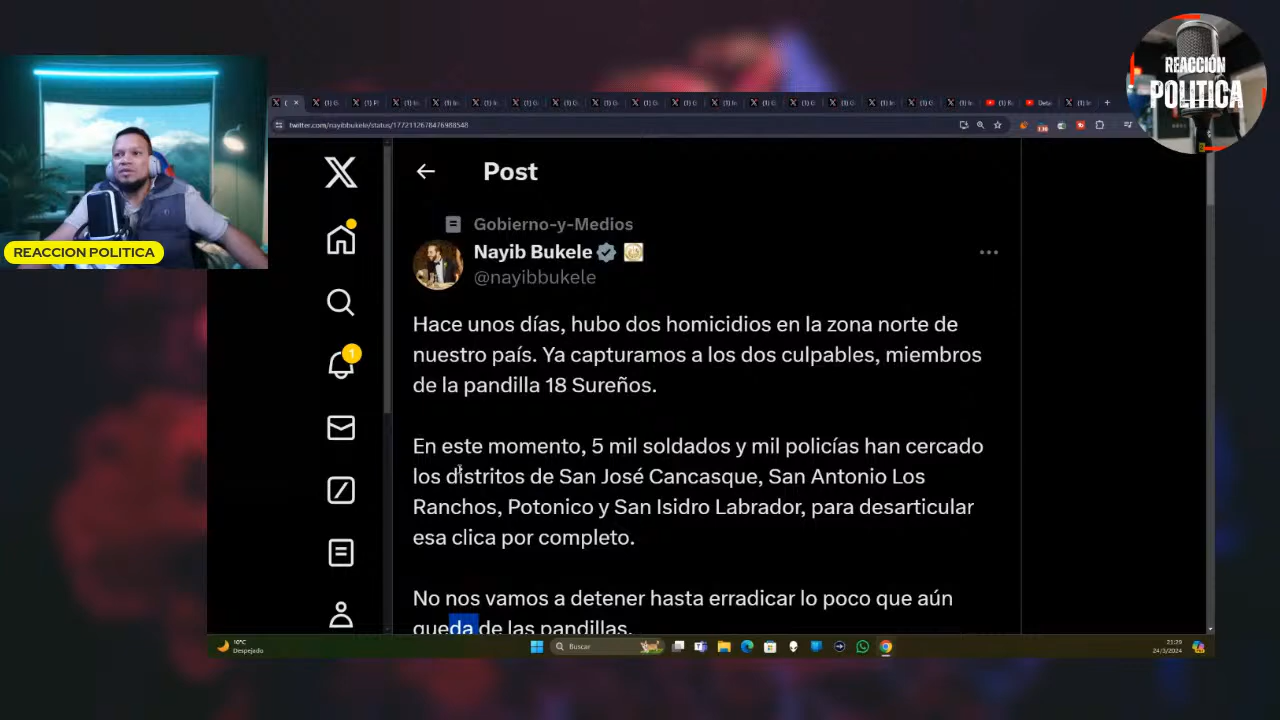 REACCIÓN
POLITICA
twitter.com/nayibbukele/status/1772112678476988548
Post
Gobierno-y-Medios
Nayib Bukele
@nayibbukele
Hace unos días, hubo dos homicidios en la zona norte de
nuestro país. Ya capturamos a los dos culpables, miembros
de la pandilla 18 Sureños.
En este momento, 5 mil soldados y mil policías han cercado
los distritos de San José Cancasque, San Antonio Los
Ranchos, Potonico y San Isidro Labrador, para desarticular
esa clica por completo.
No nos vamos a detener hasta erradicar lo poco que aún
queda de las pandillas.
REACCION POLITICA
1
10°C
Despejado
Buscar
21:29
24/3/2024